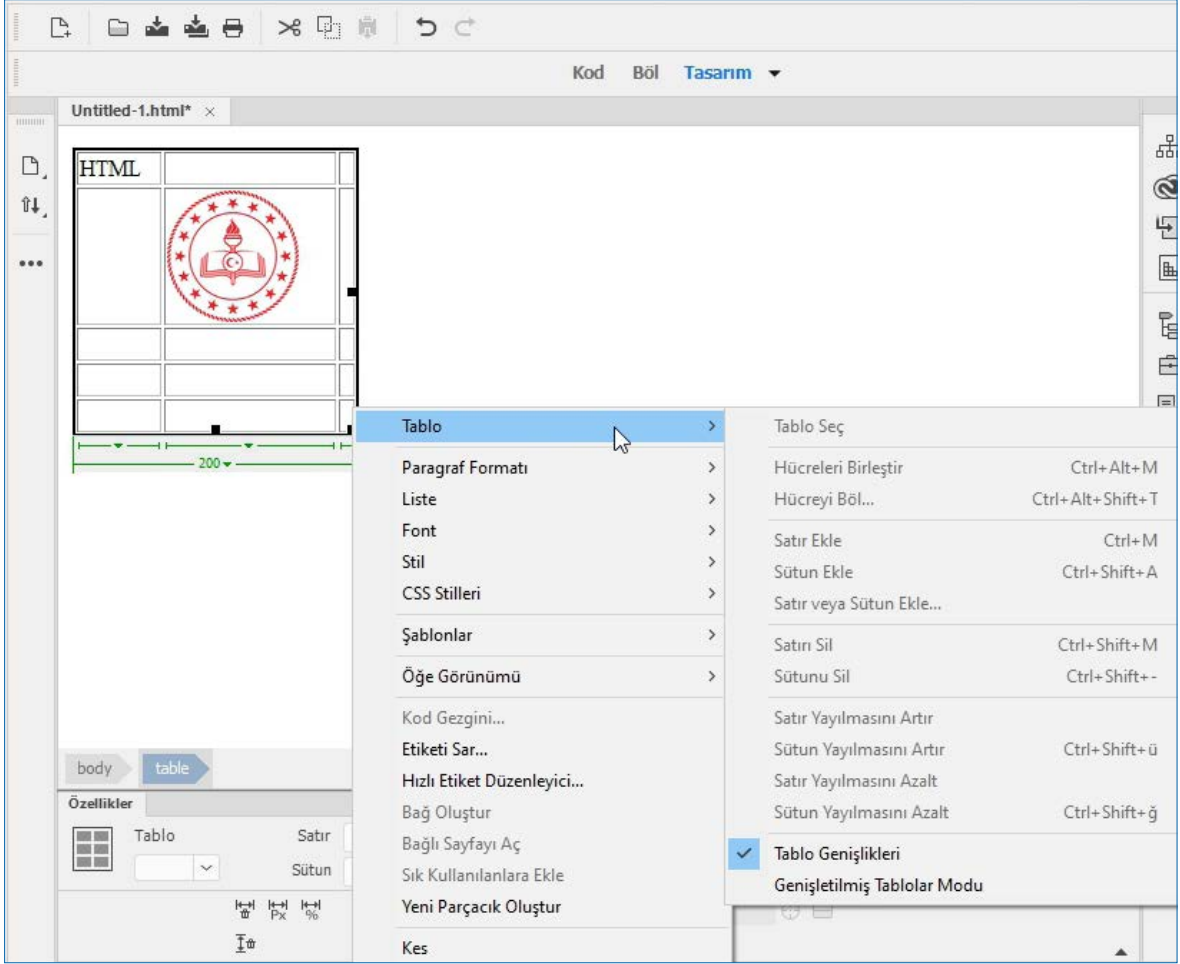 Kod Böl Tasarım
Untitled-1.html*
HTML
200
Tablo
Paragraf Formatı
Liste
Font
Stil
CSS Stilleri
Şablonlar
Öğe Görünümü
Kod Gezgini...
Etiketi Sar...
Hızlı Etiket Düzenleyici...
Bağ Oluştur
Bağlı Sayfayı Aç
Sık Kullanılanlara Ekle
Yeni Parçacık Oluştur
Kes
Tablo Seç
Hücreleri Birleştir Ctrl+Alt+M
Hücreyi Böl... Ctrl+Alt+Shift+T
Satır Ekle Ctrl+M
Sütun Ekle Ctrl+Shift+A
Satır veya Sütun Ekle...
Satırı Sil Ctrl+Shift+M
Sütunu Sil Ctrl+Shift+-
Satır Yayılmasını Artır
Sütun Yayılmasını Artır Ctrl+Shift+ü
Satır Yayılmasını Azalt
Sütun Yayılmasını Azalt Ctrl+Shift+ğ
Tablo Genişlikleri
Genişletilmiş Tablolar Modu
body table
Özellikler
Tablo Satır
Sütun
Px %